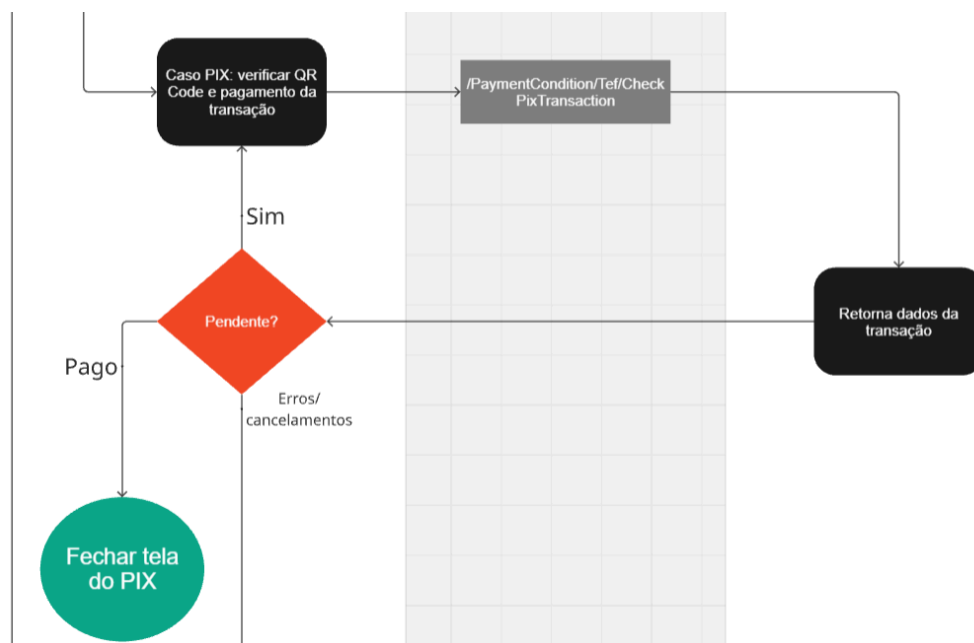 Caso PIX: verificar QR
Code e pagamento da
transação
/PaymentCondition/Tef/Check
PixTransaction
Sim
Pendente?
Retorna dados da
transação
Pago
Erros/
cancelamentos
Fechar tela
do PIX